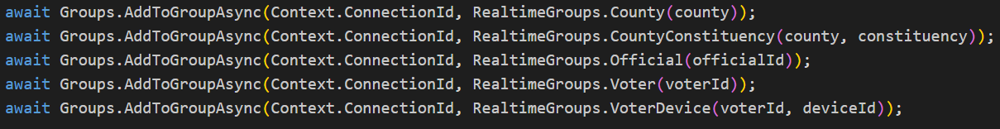 await Groups.AddToGroupAsync(Context.ConnectionId, RealtimeGroups.County(county));
await Groups.AddToGroupAsync(Context.ConnectionId, RealtimeGroups.CountyConstituency(county, constituency));
await Groups.AddToGroupAsync(Context.ConnectionId, RealtimeGroups.Official(officialId));
await Groups.AddToGroupAsync(Context.ConnectionId, RealtimeGroups.Voter(voterId));
await Groups.AddToGroupAsync(Context.ConnectionId, RealtimeGroups.VoterDevice(voterId, deviceId));